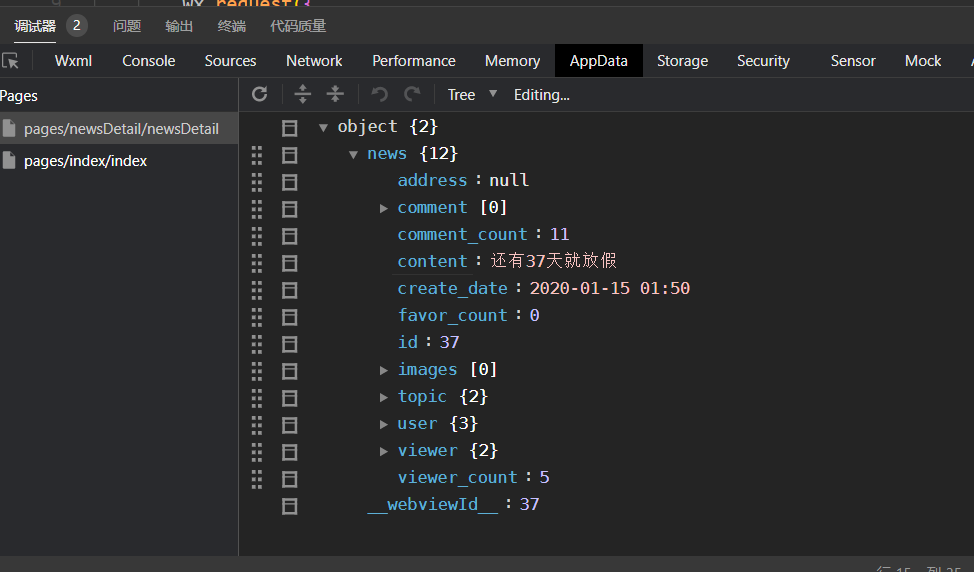 wx.request({
调试器 2 问题 输出 终端 代码质量
Wxml Console Sources Network Performance Memory AppData Storage Security Sensor Mock
Pages Tree Editing...
pages/newsDetail/newsDetail
pages/index/index
object {2}
news {12}
address : null
comment [0]
comment_count : 11
content : 还有37天就放假
create_date : 2020-01-15 01:50
favor_count : 0
id : 37
images [0]
topic {2}
user {3}
viewer {2}
viewer_count : 5
__webviewId__ : 37